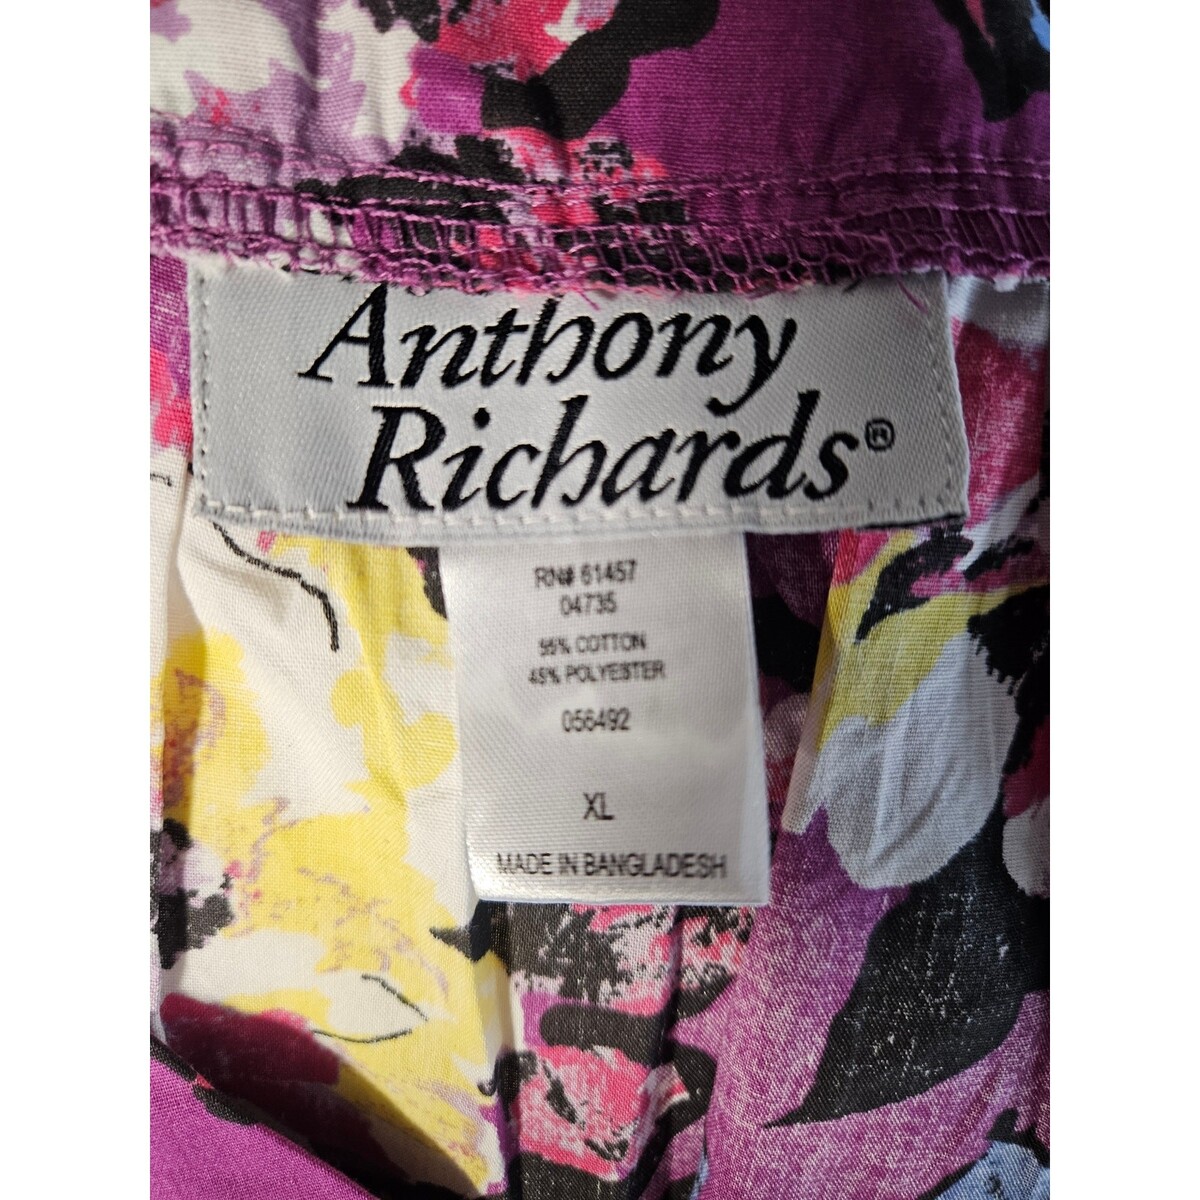 Anthony
Richards®
RN# 61457
04735
55% COTTON
45% POLYESTER
056492
XL
MADE IN BANGLADESH